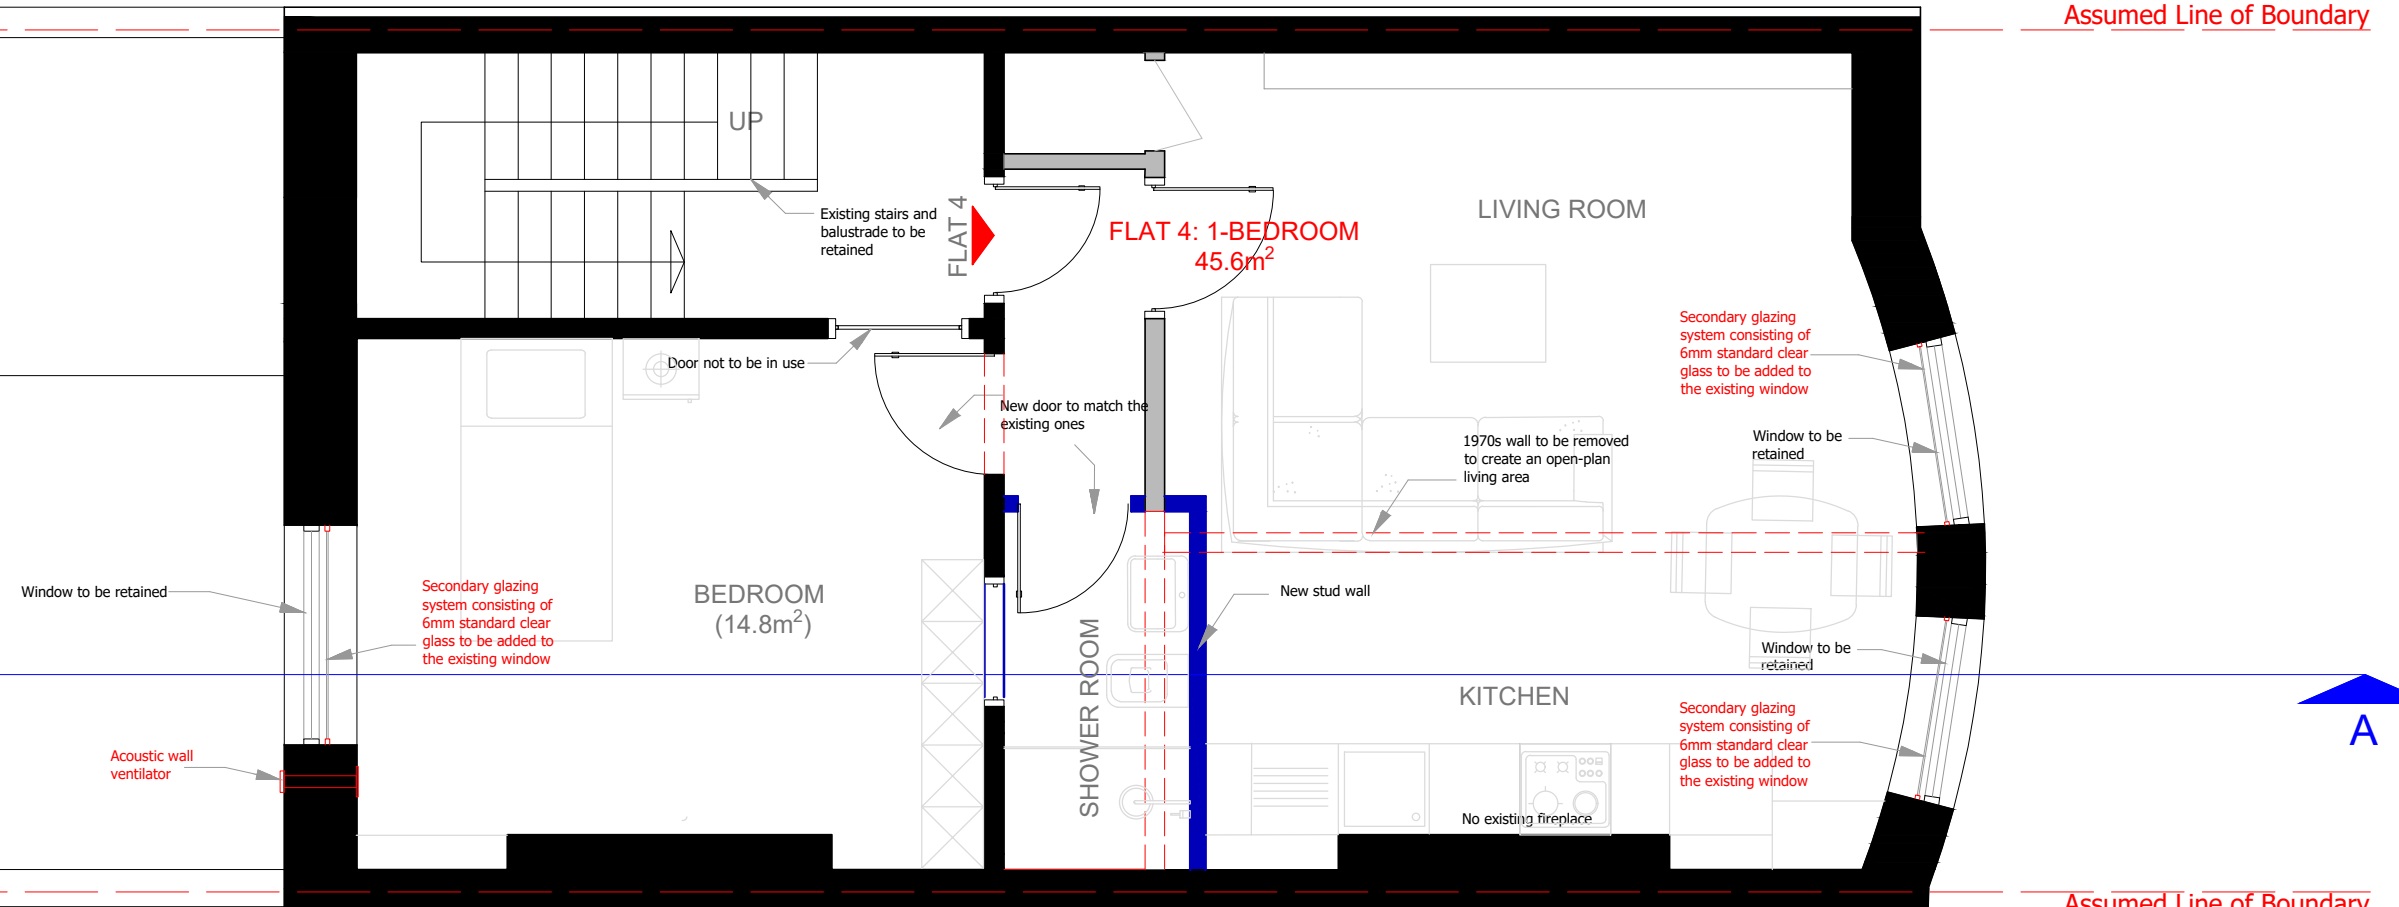 Assumed Line of Boundary
UP
Existing stairs and
balustrade to be
retained
FLAT 4
FLAT 4: 1-BEDROOM
45.6m²
LIVING ROOM
Secondary glazing
system consisting of
6mm standard clear
glass to be added to
the existing window
Door not to be in use
New door to match the
existing ones
1970s wall to be removed
to create an open-plan
living area
Window to be
retained
Window to be retained
Secondary glazing
system consisting of
6mm standard clear
glass to be added to
the existing window
BEDROOM
(14.8m²)
New stud wall
SHOWER ROOM
Window to be
retained
KITCHEN
Secondary glazing
system consisting of
6mm standard clear
glass to be added to
the existing window
A
Acoustic wall
ventilator
No existing fireplace
Assumed Line of Boundary